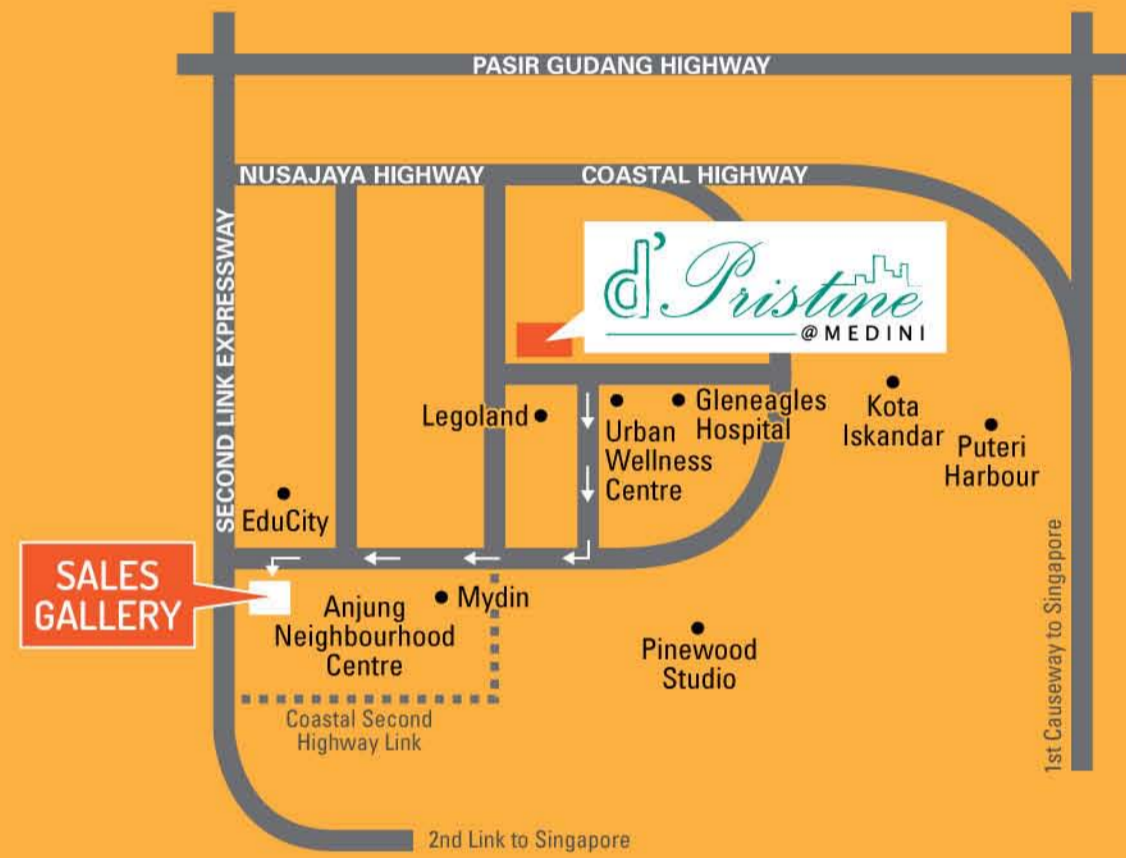 PASIR GUDANG HIGHWAY
NUSAJAYA HIGHWAY
COASTAL HIGHWAY
SECOND LINK EXPRESSWAY
d'Pristine
@MEDINI
Legoland
Urban
Wellness
Centre
Gleneagles
Hospital
Kota
Iskandar
Puteri
Harbour
EduCity
SALES
GALLERY
Anjung
Neighbourhood
Centre
Mydin
Pinewood
Studio
Coastal Second
Highway Link
1st Causeway to Singapore
2nd Link to Singapore